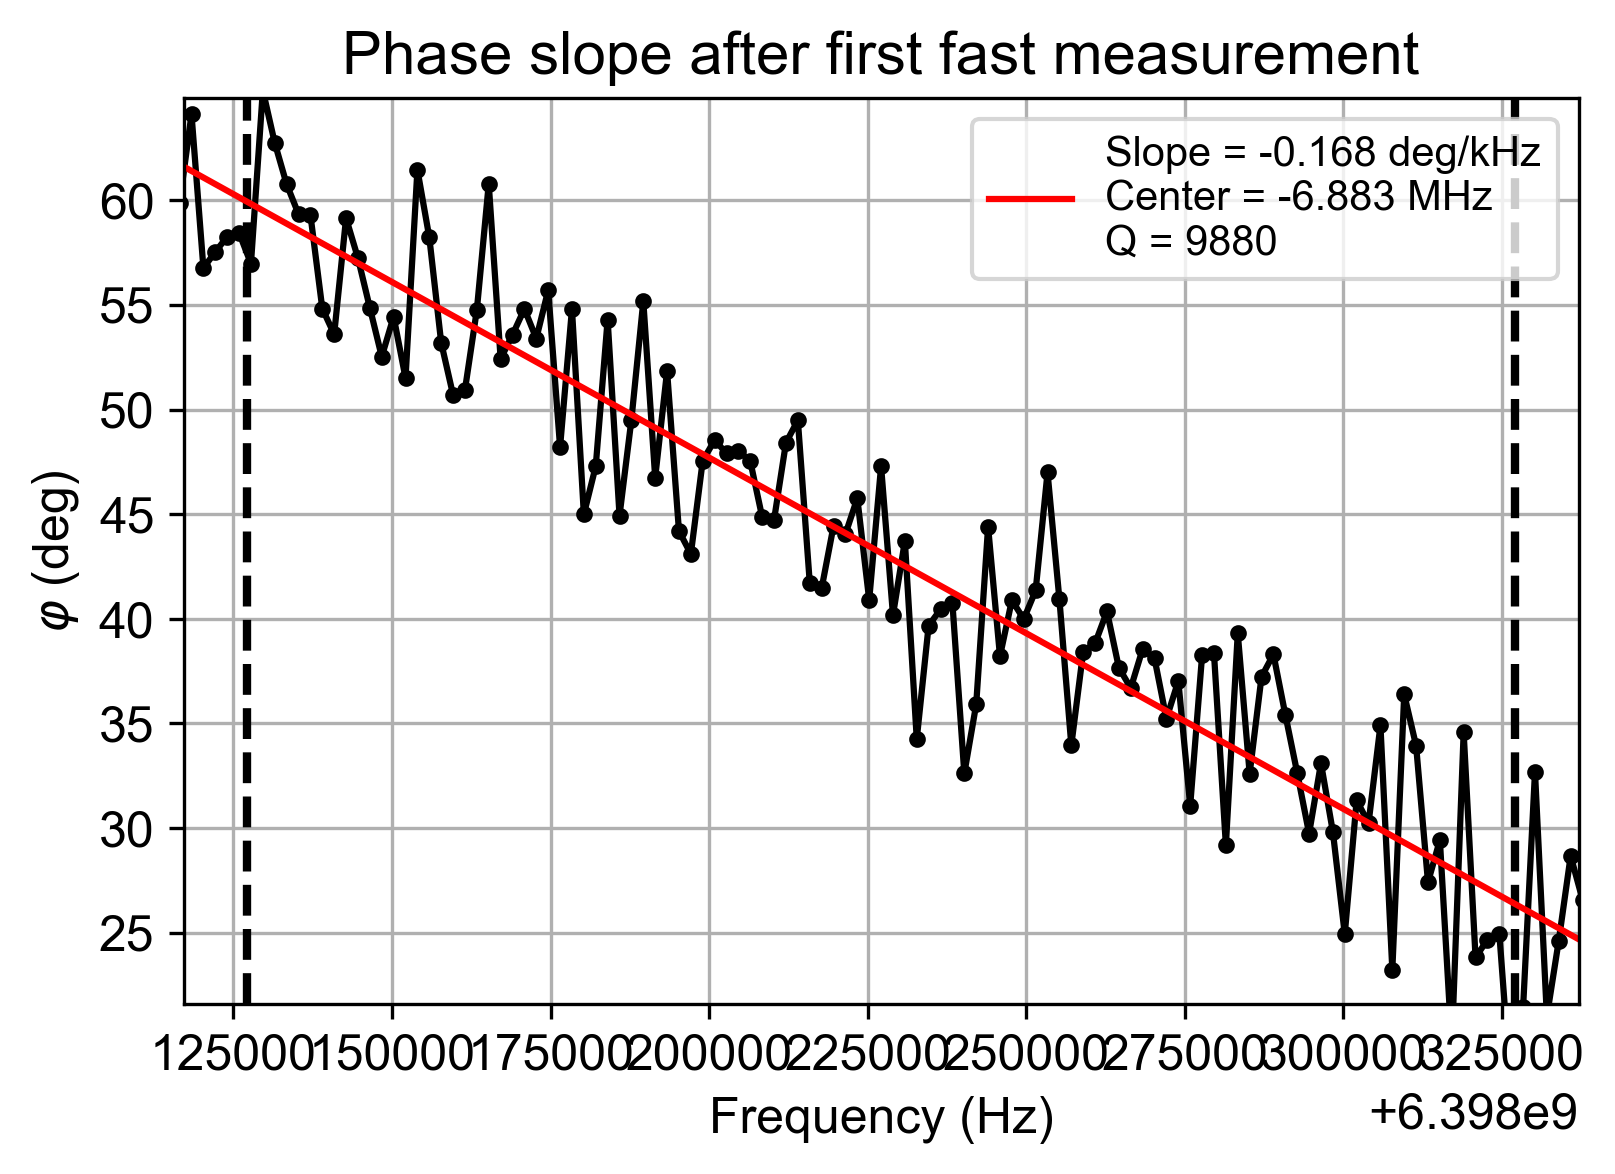 Phase slope after first fast measurement
Slope = -0.168 deg/kHz
Center = -6.883 MHz
Q = 9880
60
55
50
45
40
35
30
25
φ (deg)
125000 150000 175000 200000 225000 250000 275000 300000 325000
Frequency (Hz)
+6.398e9